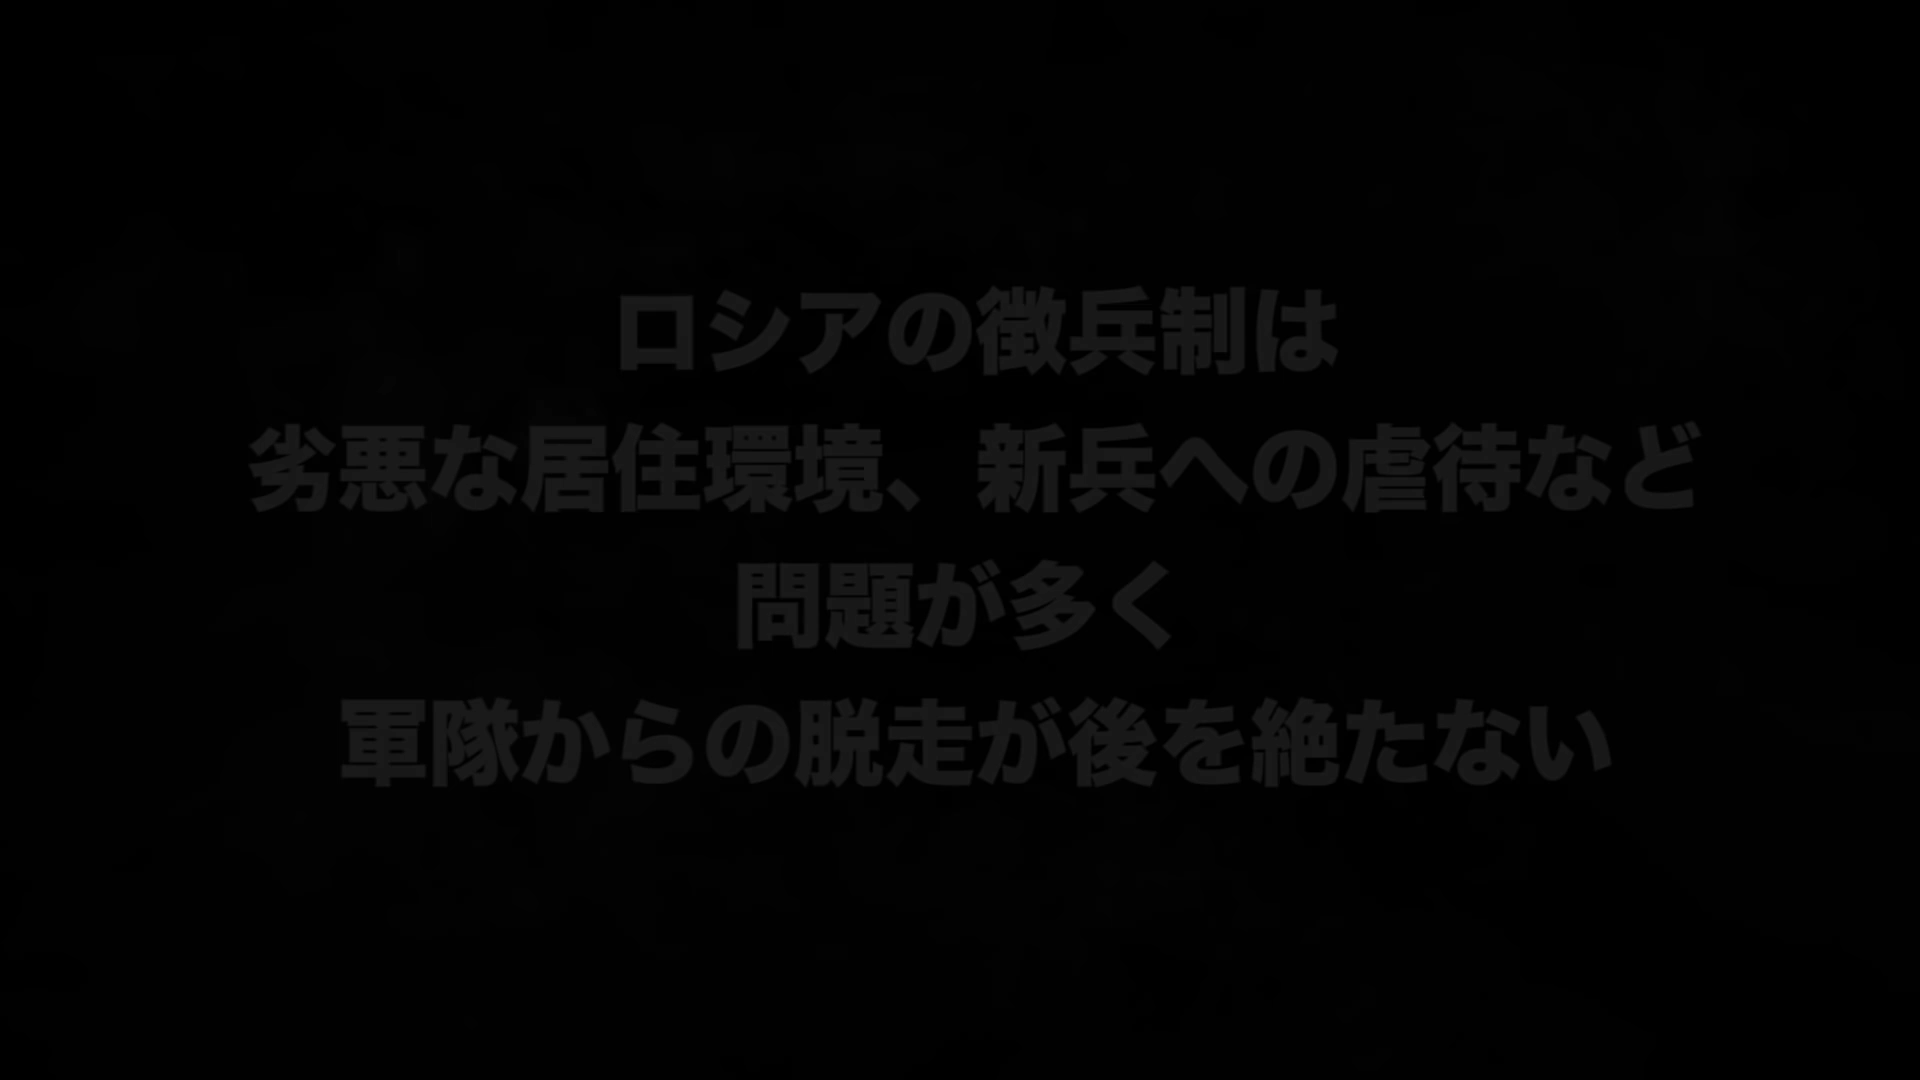 ロシアの徴兵制は
劣悪な居住環境、新兵への虐待など
問題が多く
軍隊からの脱走が後を絶たない